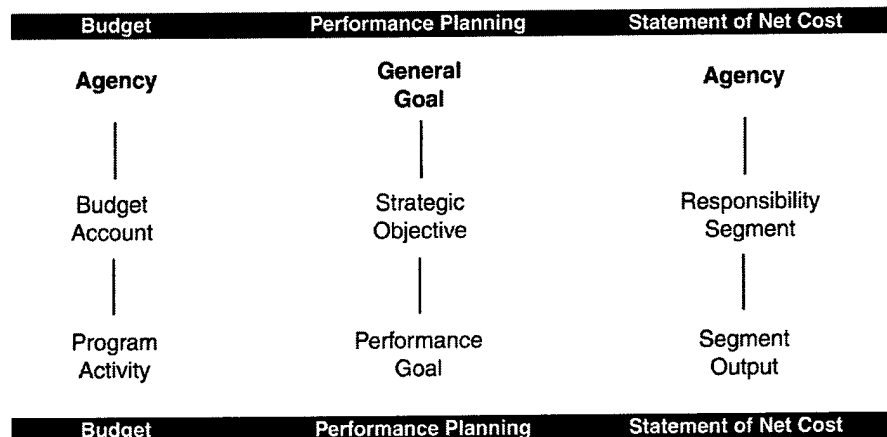 Budget Performance Planning Statement of Net Cost
Agency General Goal Agency
Budget Account Strategic Objective Responsibility Segment
Program Activity Performance Goal Segment Output
Budget Performance Planning Statement of Net Cost